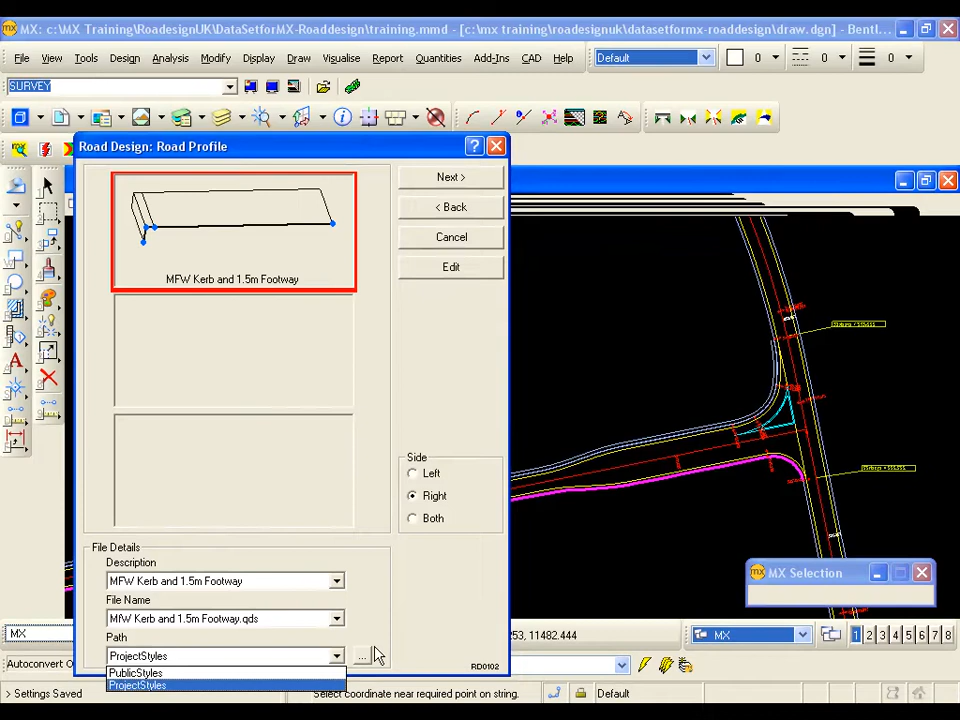 MX: c:\MX Training\RoadesignUK\DataSetforMX-Roaddesign\training.mmd - [c:\mx training\roadesignuk\datasetformx-roaddesign\draw.dgn] - Bentl...
File View Tools Design Analysis Modify Display Draw Visualise Report Quantities Add-Ins CAD Help
Default 0 0 0
SURVEY
Road Design: Road Profile
MFW Kerb and 1.5m Footway
Next >
< Back
Cancel
Edit
Side
Left
Right
Both
File Details
Description
MFW Kerb and 1.5m Footway
File Name
MfW Kerb and 1.5m Footway.qds
Path
ProjectStyles
...
PublicStyles
ProjectStyles
RD0102
MX Selection
MX
253, 11482.444
MX
1 2 3 4 5 6 7 8
Autoconvert O
> Settings Saved
Select coordinate near required point on string.
Default